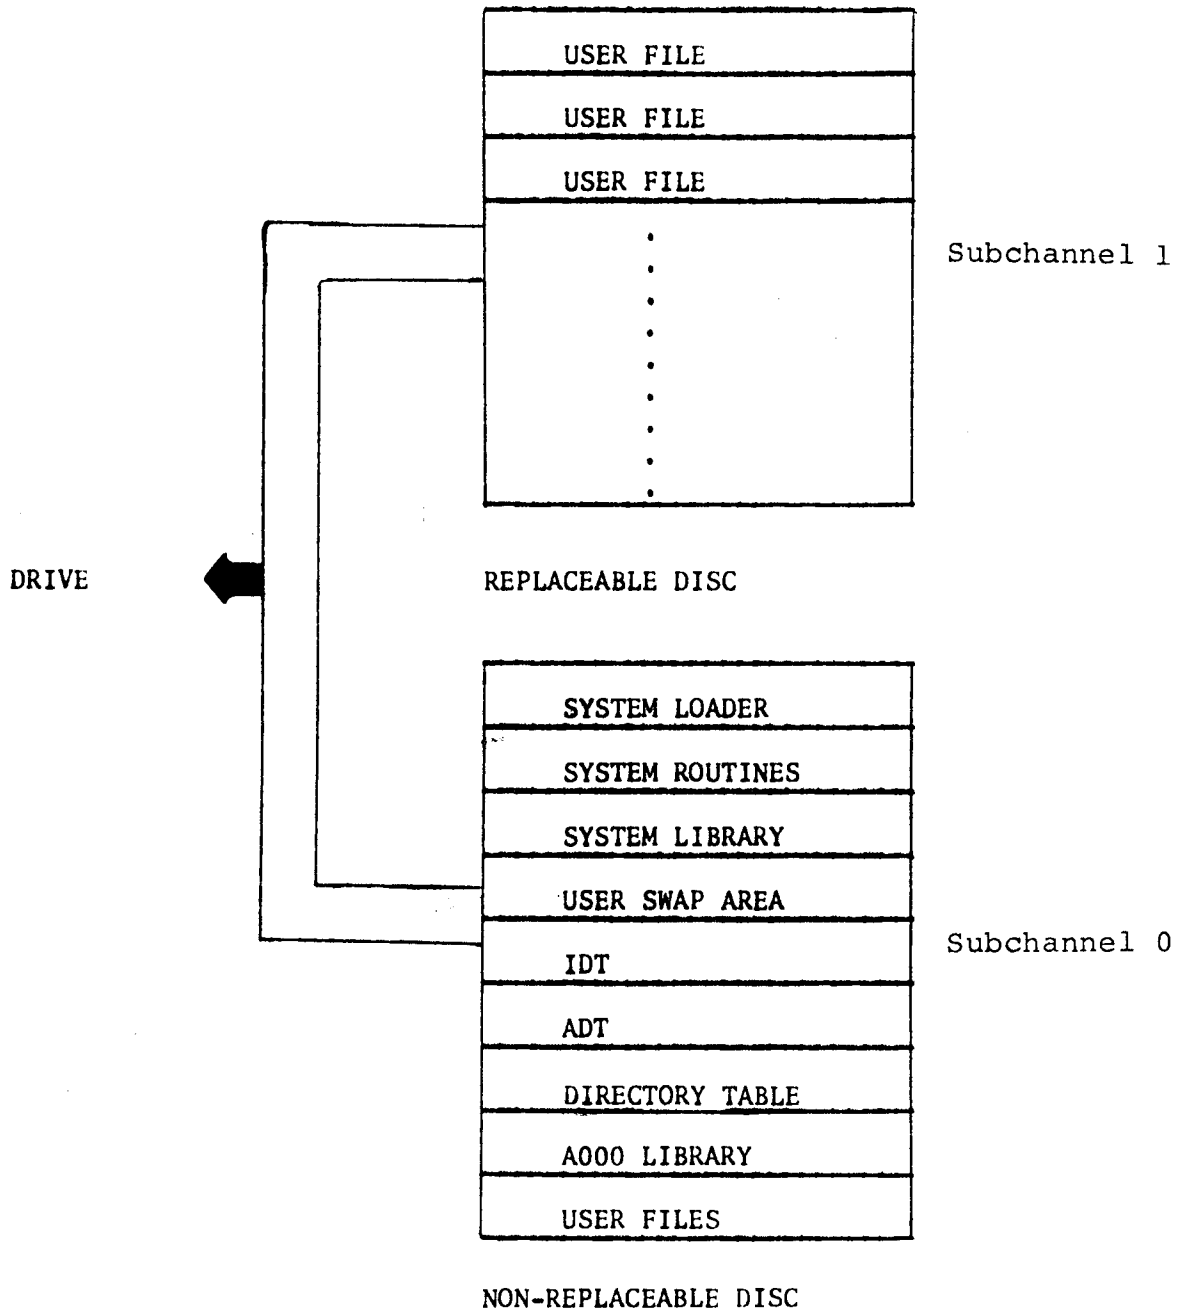 USER FILE
USER FILE
USER FILE
Subchannel 1
DRIVE
REPLACEABLE DISC
SYSTEM LOADER
SYSTEM ROUTINES
SYSTEM LIBRARY
USER SWAP AREA
IDT
Subchannel 0
ADT
DIRECTORY TABLE
A000 LIBRARY
USER FILES
NON-REPLACEABLE DISC